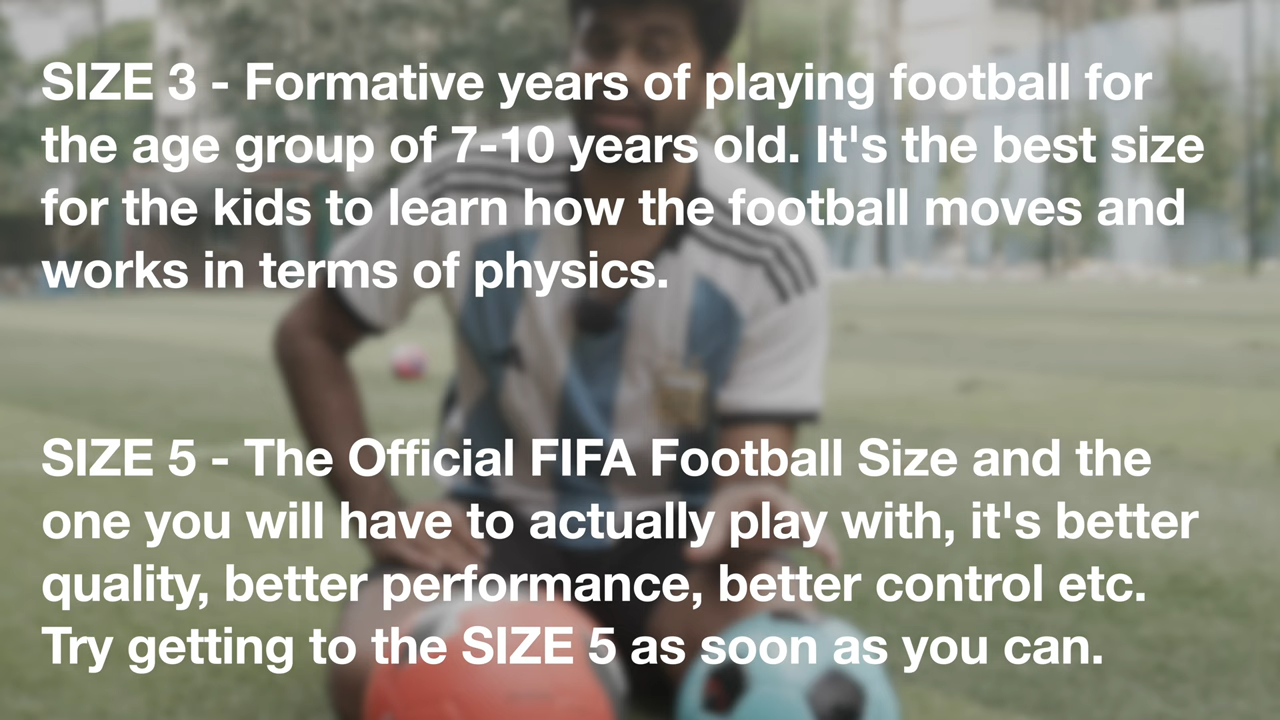 SIZE 3 - Formative years of playing football for
the age group of 7-10 years old. It's the best size
for the kids to learn how the football moves and
works in terms of physics.
SIZE 5 - The Official FIFA Football Size and the
one you will have to actually play with, it's better
quality, better performance, better control etc.
Try getting to the SIZE 5 as soon as you can.